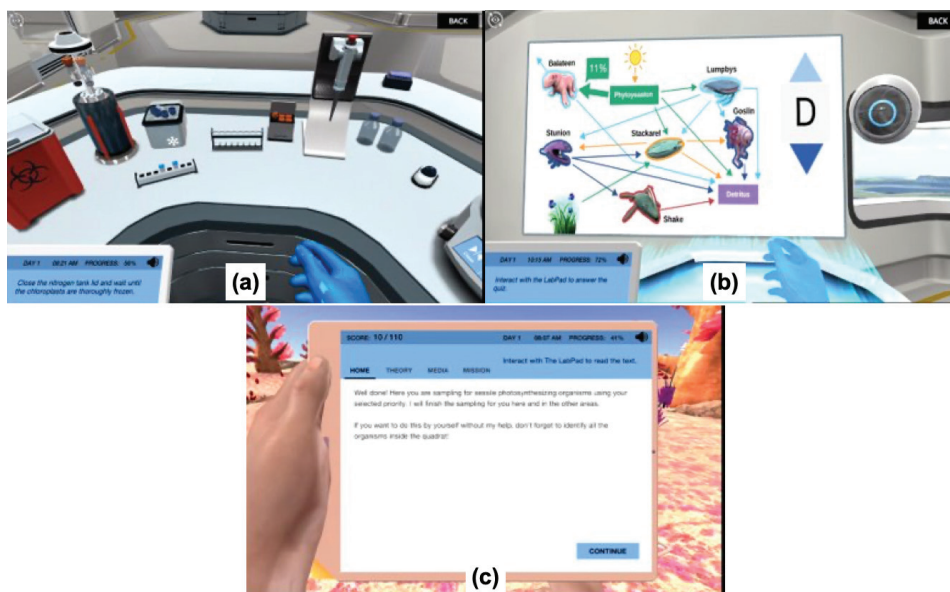 BACK
DAY 1 09:21 AM PROGRESS: 56%
Close the nitrogen tank lid and wait until
the chloroplasts are thoroughly frozen.
(a)
BACK
Balateen
11%
Phytoseaton
Lumpbys
Goslin
Stunion
Stackarel
Detritus
Shake
D
DAY 1 10:15 AM PROGRESS: 72%
Interact with the LabPad to answer the
quiz.
(b)
SCORE: 10 / 110
DAY 1 08:07 AM PROGRESS: 41%
Interact with The LabPad to read the text.
HOME THEORY MEDIA MISSION
Well done! Here you are sampling for sessile photosynthesizing organisms using your
selected priority. I will finish the sampling for you here and in the other areas.
If you want to do this by yourself without my help, don't forget to identify all the
organisms inside the quadrat!
CONTINUE
(c)